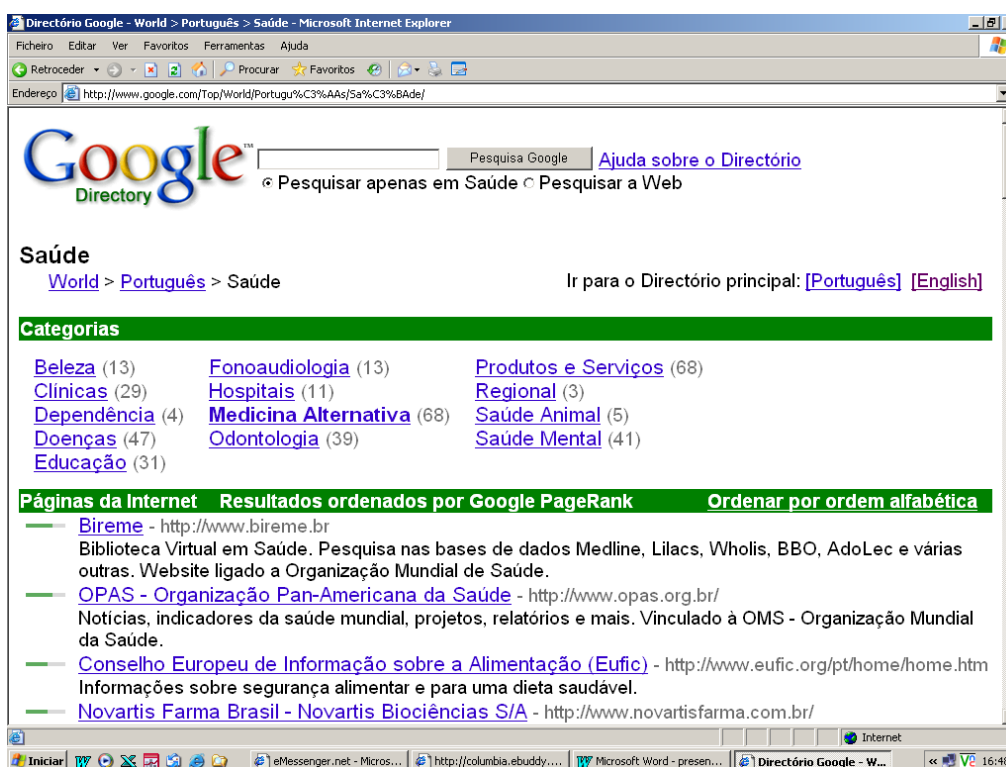 Directório Google - World > Português > Saúde - Microsoft Internet Explorer
Ficheiro Editar Ver Favoritos Ferramentas Ajuda
Retroceder Procurar Favoritos
Endereço http://www.google.com/Top/World/Portugu%C3%AAs/Sa%C3%BAde/
Google™ Pesquisa Google Ajuda sobre o Directório
Directory Pesquisar apenas em Saúde Pesquisar a Web
Saúde
World > Português > Saúde Ir para o Directório principal: [Português] [English]
Categorias
Beleza (13) Fonoaudiologia (13) Produtos e Serviços (68)
Clínicas (29) Hospitais (11) Regional (3)
Dependência (4) Medicina Alternativa (68) Saúde Animal (5)
Doenças (47) Odontologia (39) Saúde Mental (41)
Educação (31)
Páginas da Internet Resultados ordenados por Google PageRank Ordenar por ordem alfabética
Bireme - http://www.bireme.br
Biblioteca Virtual em Saúde. Pesquisa nas bases de dados Medline, Lilacs, Wholis, BBO, AdoLec e várias
outras. Website ligado a Organização Mundial de Saúde.
OPAS - Organização Pan-Americana da Saúde - http://www.opas.org.br/
Notícias, indicadores da saúde mundial, projetos, relatórios e mais. Vinculado à OMS - Organização Mundial
da Saúde.
Conselho Europeu de Informação sobre a Alimentação (Eufic) - http://www.eufic.org/pt/home/home.htm
Informações sobre segurança alimentar e para uma dieta saudável.
Novartis Farma Brasil - Novartis Biociências S/A - http://www.novartisfarma.com.br/
Internet
Iniciar eMessenger.net - Micros... http://columbia.ebuddy.... Microsoft Word - presen... Directório Google - W... «